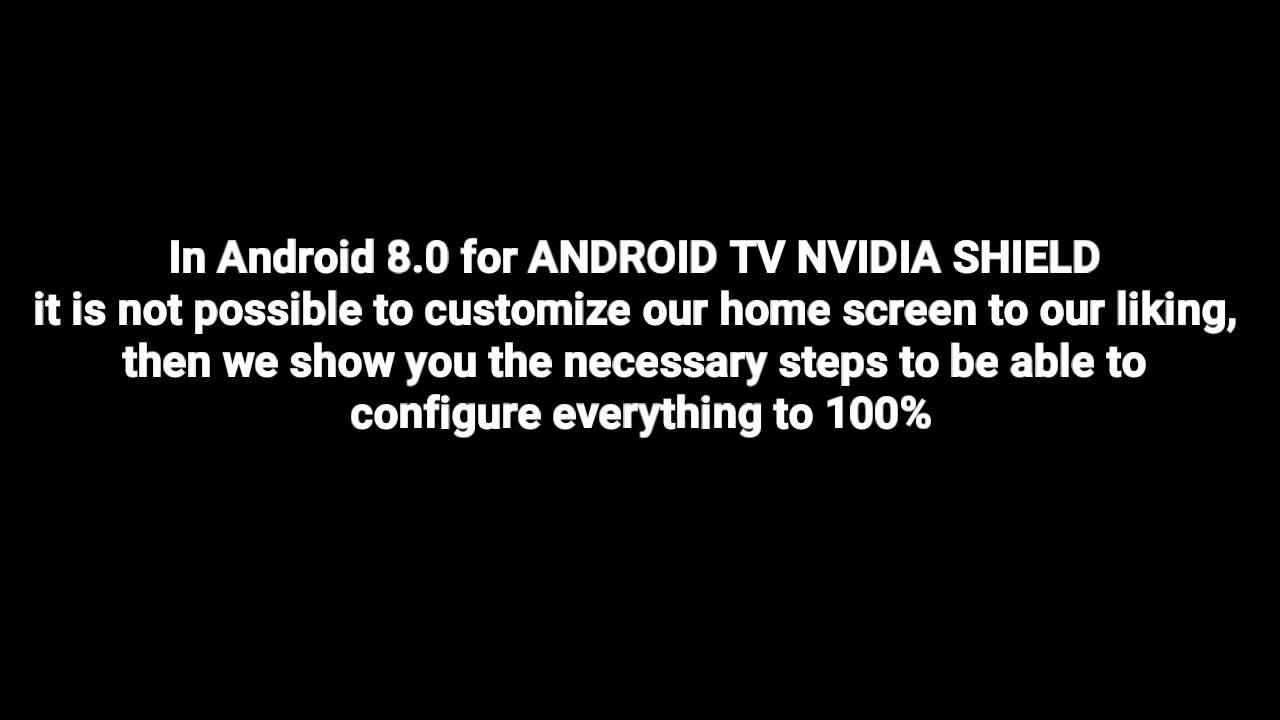 In Android 8.0 for ANDROID TV NVIDIA SHIELD
it is not possible to customize our home screen to our liking,
then we show you the necessary steps to be able to
configure everything to 100%